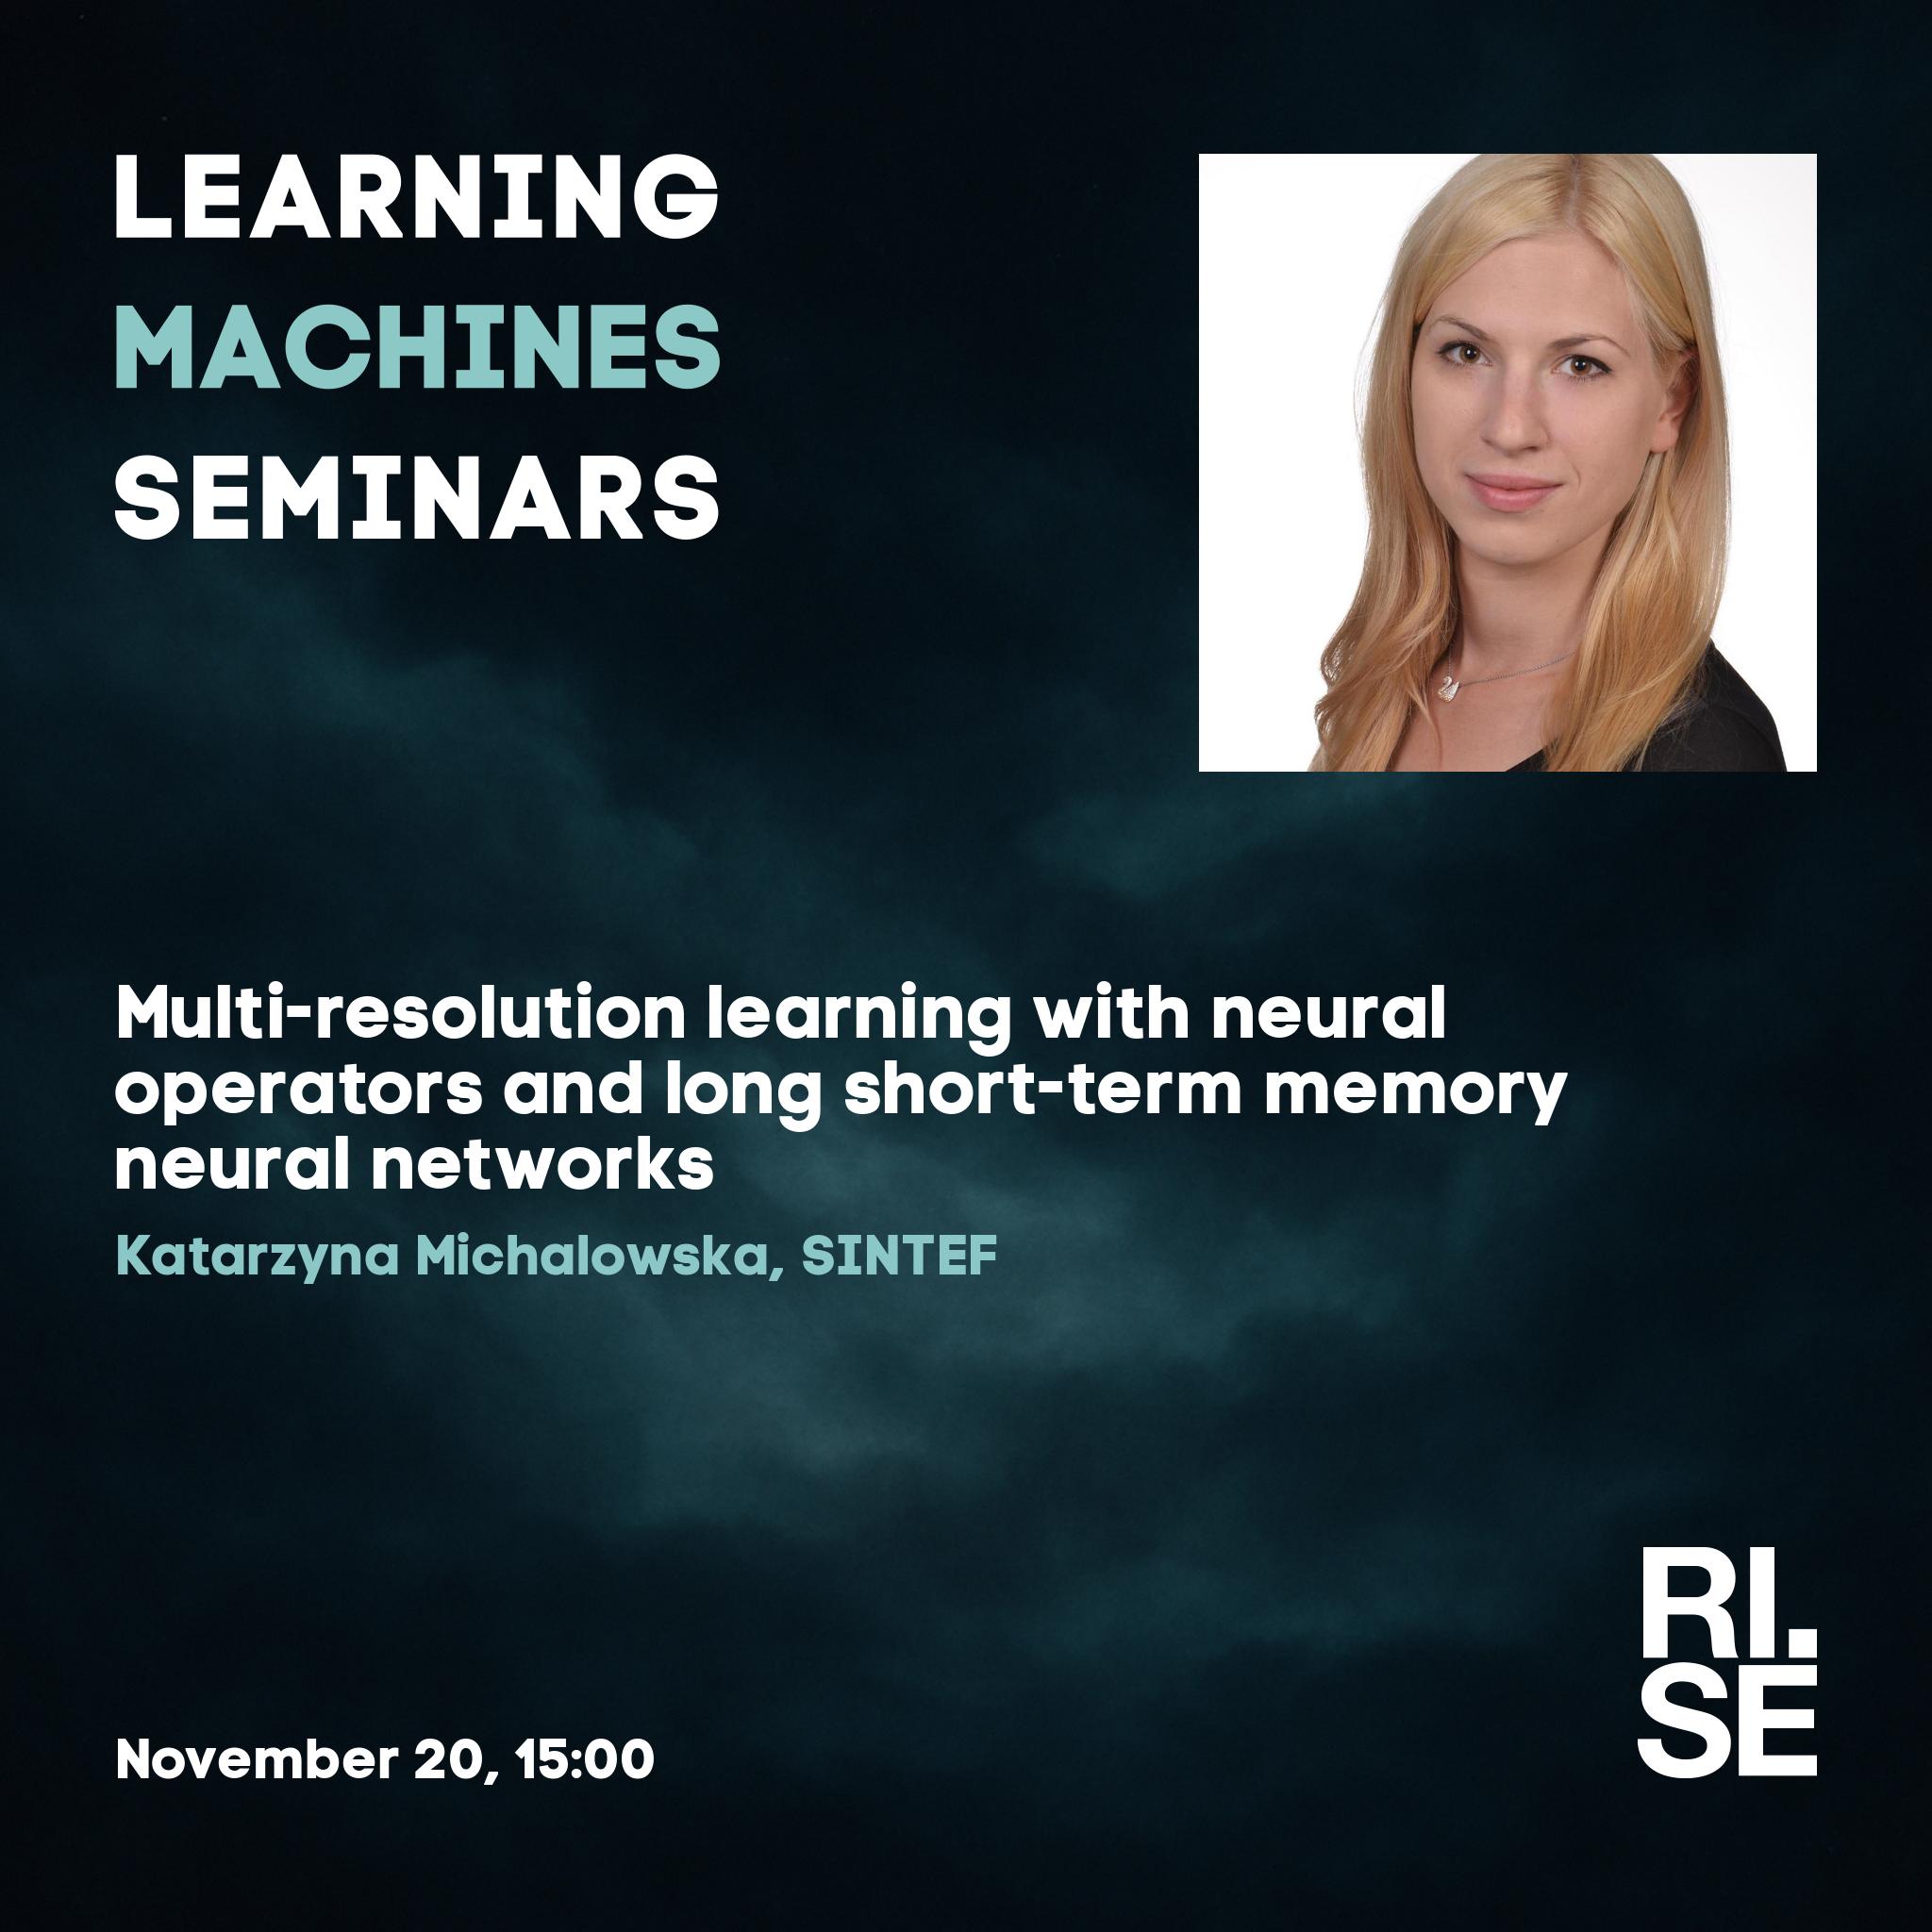 LEARNING
MACHINES
SEMINARS
Multi-resolution learning with neural
operators and long short-term memory
neural networks
Katarzyna Michalowska, SINTEF
November 20, 15:00
RI.
SE